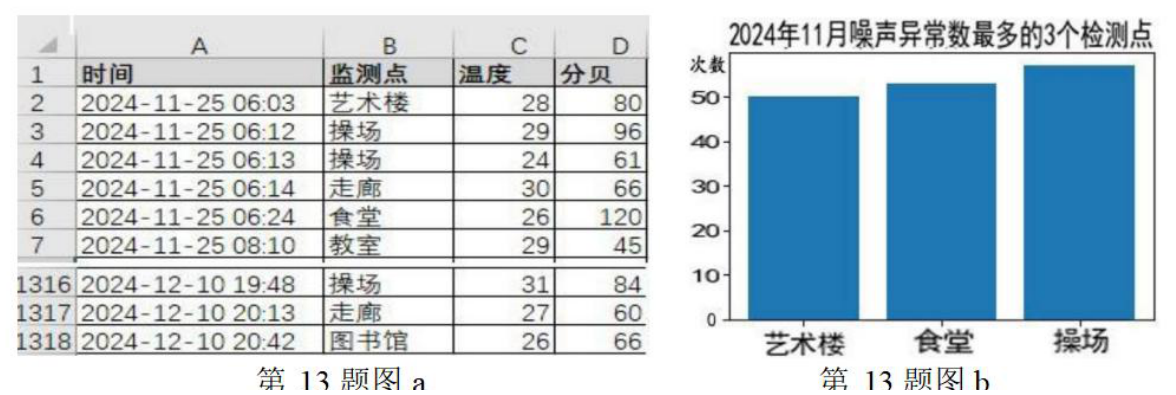 A B C D
1 时间 监测点 温度 分贝
2 2024-11-25 06:03 艺术楼 28 80
3 2024-11-25 06:12 操场 29 96
4 2024-11-25 06:13 操场 24 61
5 2024-11-25 06:14 走廊 30 66
6 2024-11-25 06:24 食堂 26 120
7 2024-11-25 08:10 教室 29 45
1316 2024-12-10 19:48 操场 31 84
1317 2024-12-10 20:13 走廊 27 60
1318 2024-12-10 20:42 图书馆 26 66
第 13 题图 a
2024年11月噪声异常数最多的3个检测点
次数
50
40
30
20
10
0
艺术楼 食堂 操场
第 13 题图 b